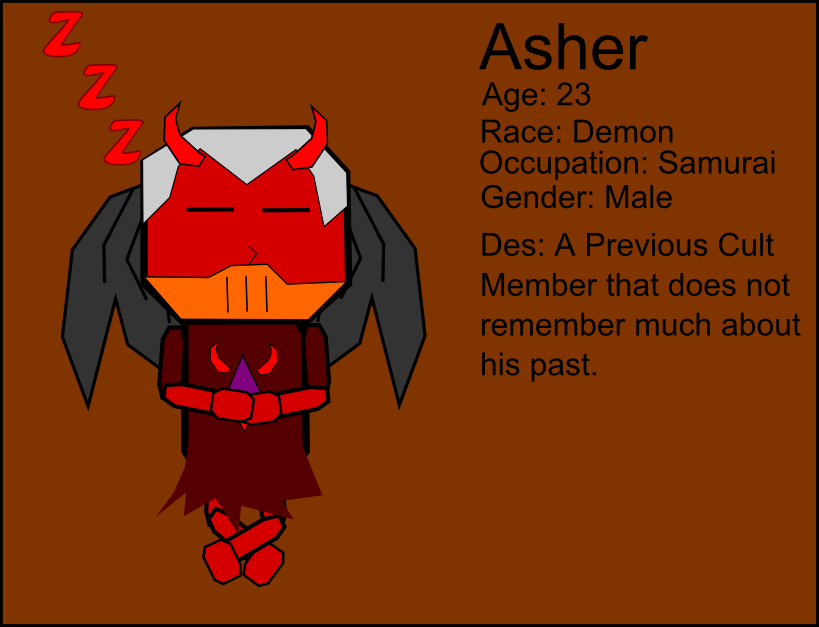 Z
Z
Z
Asher
Age: 23
Race: Demon
Occupation: Samurai
Gender: Male
Des: A Previous Cult
Member that does not
remember much about
his past.